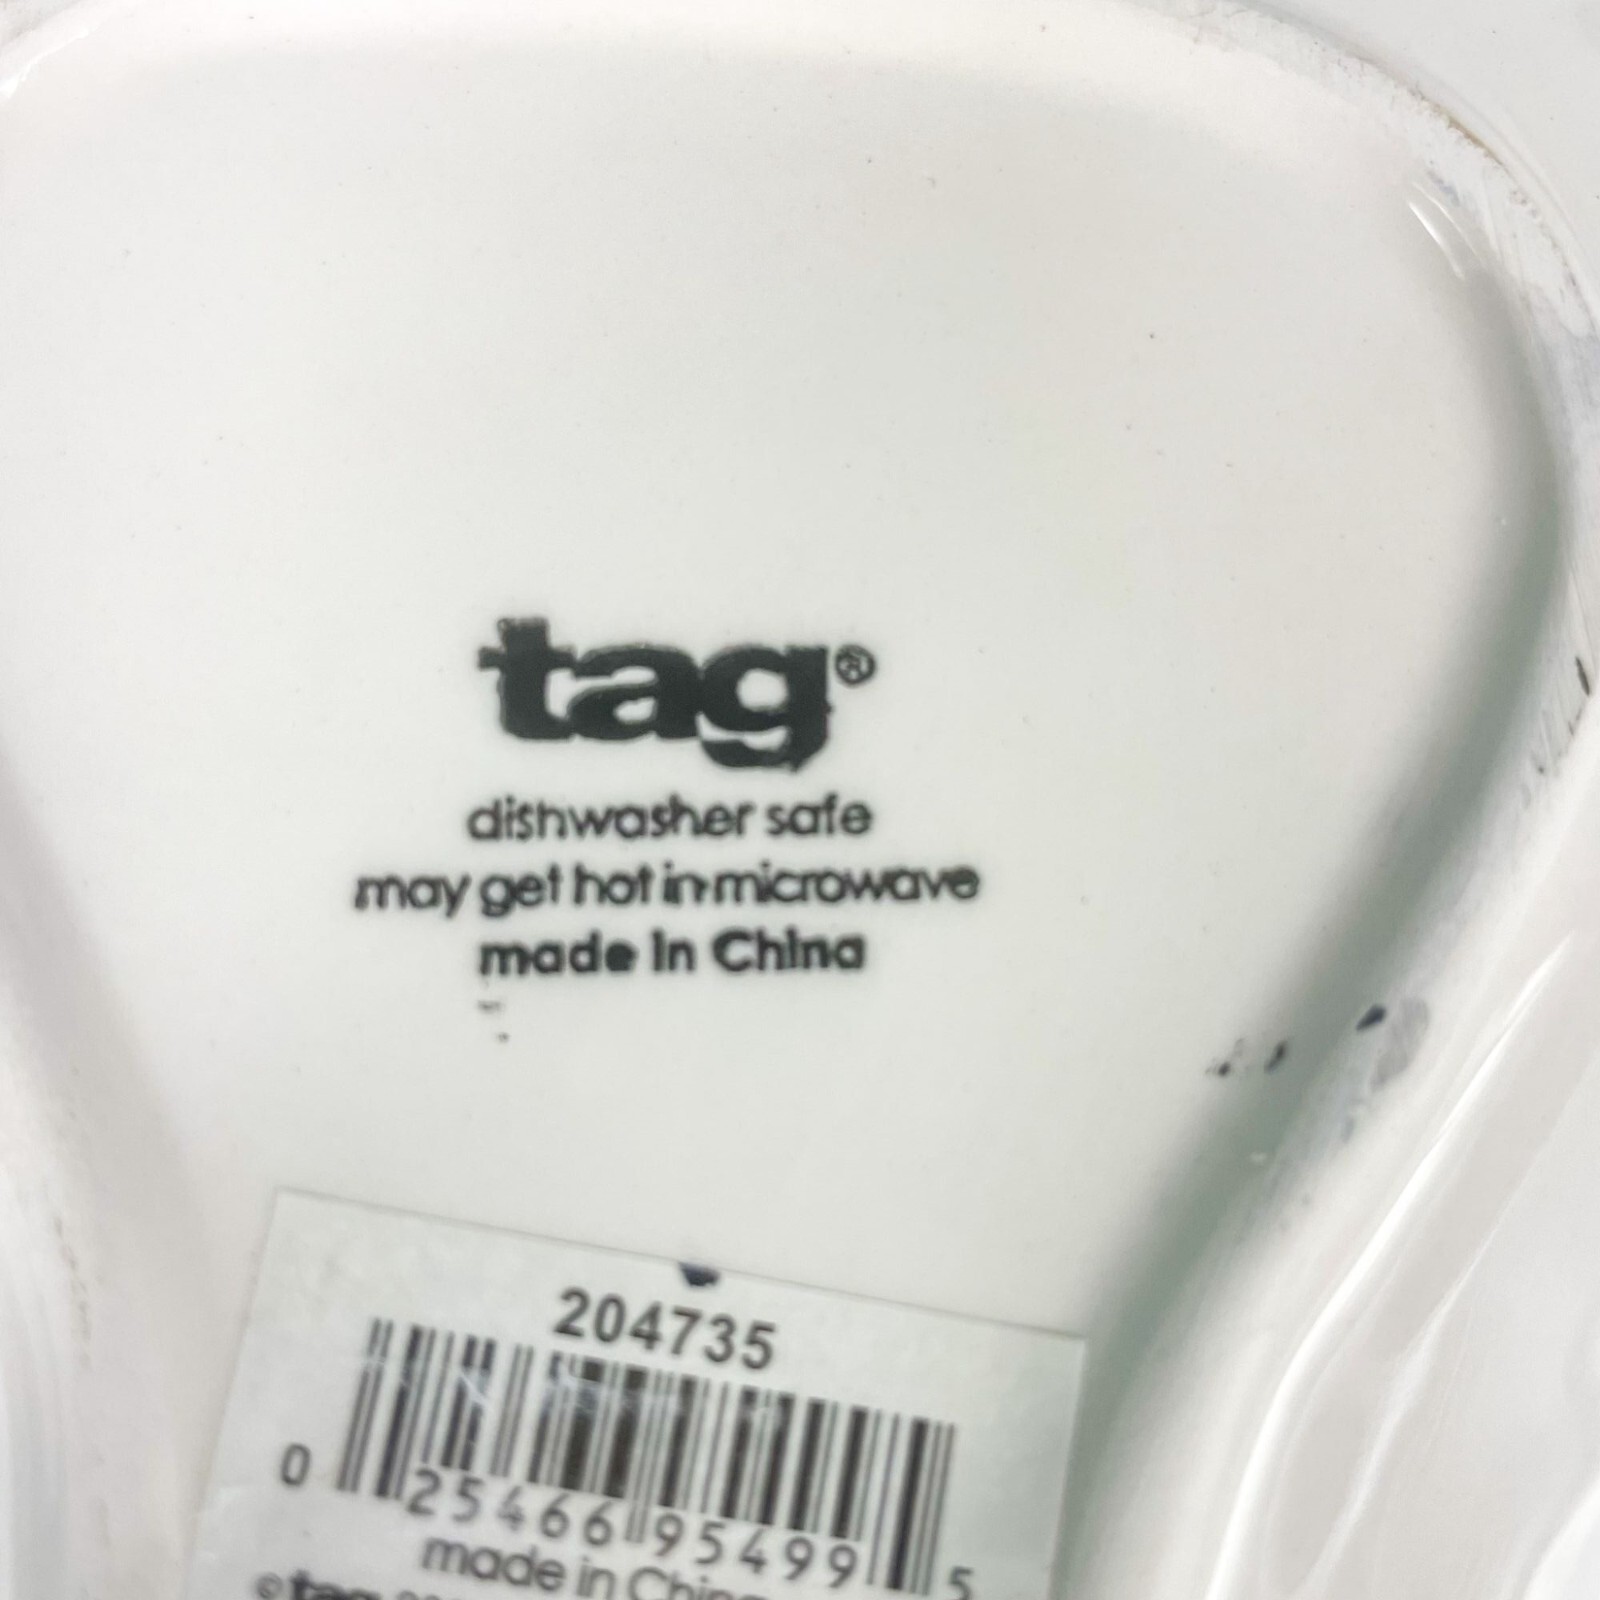 tag®
dishwasher safe
may get hot in microwave
made in China
204735
0 25466 95499 5
made in China
© tag